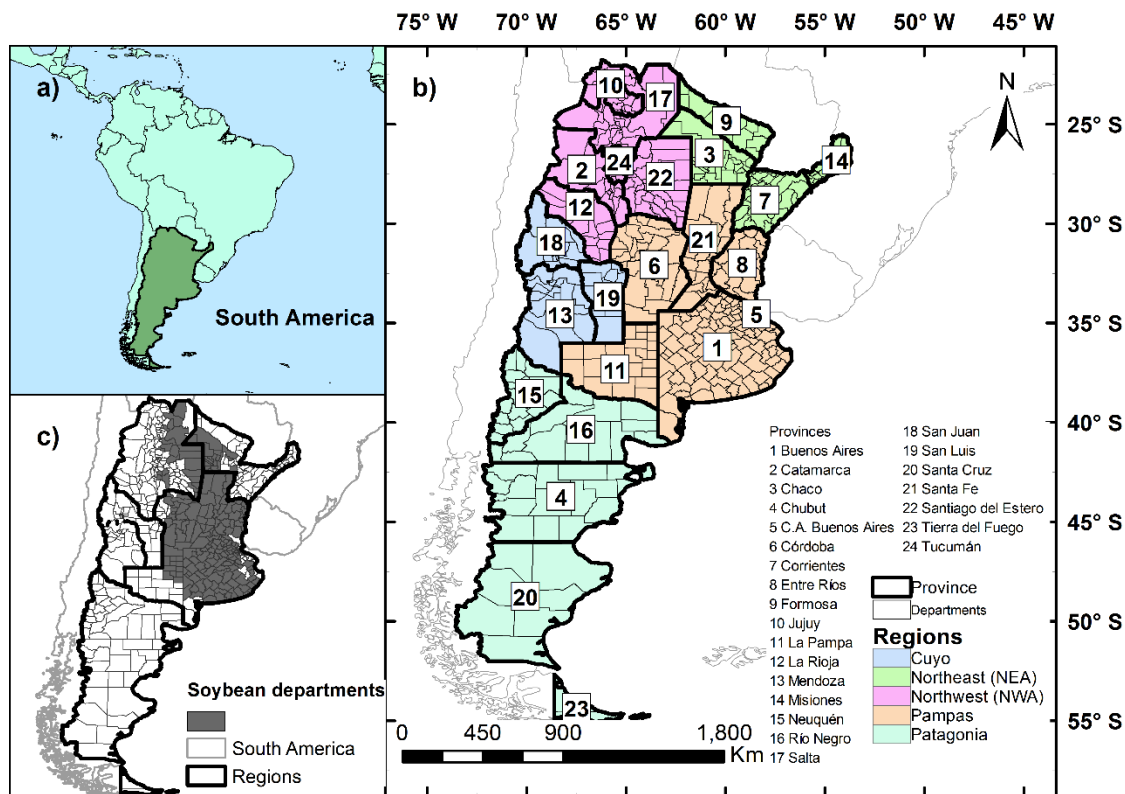 75° W 70° W 65° W 60° W 55° W 50° W 45° W
a)
South America
b)
N
10
17
9
25° S
3
14
24
2
22
7
12
30° S
18
21
8
6
19
5
13
35° S
1
11
15
16
40° S
4
45° S
20
50° S
23
55° S
Provinces
1 Buenos Aires
2 Catamarca
3 Chaco
4 Chubut
5 C.A. Buenos Aires
6 Córdoba
7 Corrientes
8 Entre Ríos
9 Formosa
10 Jujuy
11 La Pampa
12 La Rioja
13 Mendoza
14 Misiones
15 Neuquén
16 Río Negro
17 Salta
18 San Juan
19 San Luis
20 Santa Cruz
21 Santa Fe
22 Santiago del Estero
23 Tierra del Fuego
24 Tucumán
Province
Departments
Regions
Cuyo
Northeast (NEA)
Northwest (NWA)
Pampas
Patagonia
0 450 900 1,800
Km
c)
Soybean departments
South America
Regions